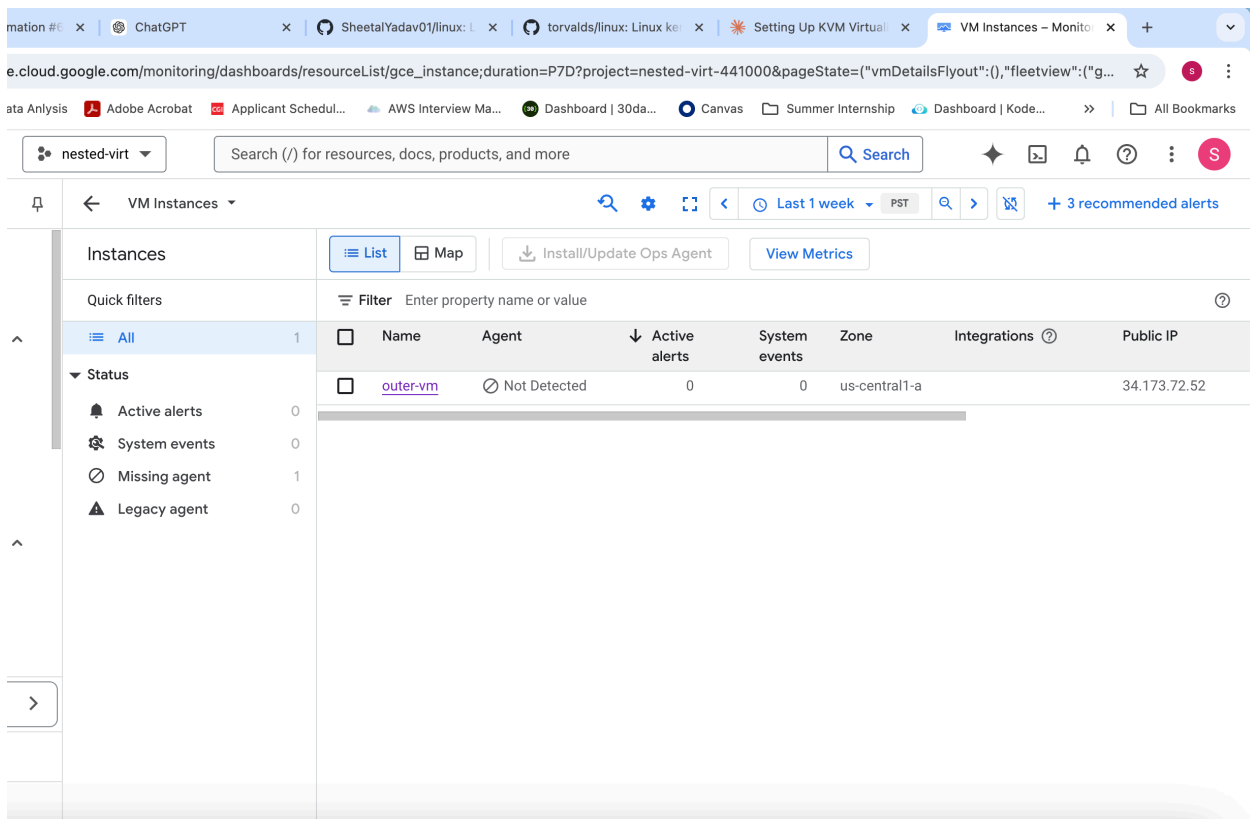 mation #6
ChatGPT
SheetalYadav01/linux: L
torvalds/linux: Linux ke
Setting Up KVM Virtuali
VM Instances – Monitor
e.cloud.google.com/monitoring/dashboards/resourceList/gce_instance;duration=P7D?project=nested-virt-441000&pageState=("vmDetailsFlyout":(),"fleetview":("g...
S
ata Anlysis
Adobe Acrobat
CGI
Applicant Schedul...
AWS Interview Ma...
30
Dashboard | 30da...
Canvas
Summer Internship
Dashboard | Kode...
All Bookmarks
nested-virt
Search (/) for resources, docs, products, and more
Search
S
VM Instances
Last 1 week
PST
3 recommended alerts
Instances
List
Map
Install/Update Ops Agent
View Metrics
Quick filters
Filter Enter property name or value
All 1
Name Agent Active alerts System events Zone Integrations Public IP
outer-vm Not Detected 0 0 us-central1-a 34.173.72.52
Status
Active alerts 0
System events 0
Missing agent 1
Legacy agent 0